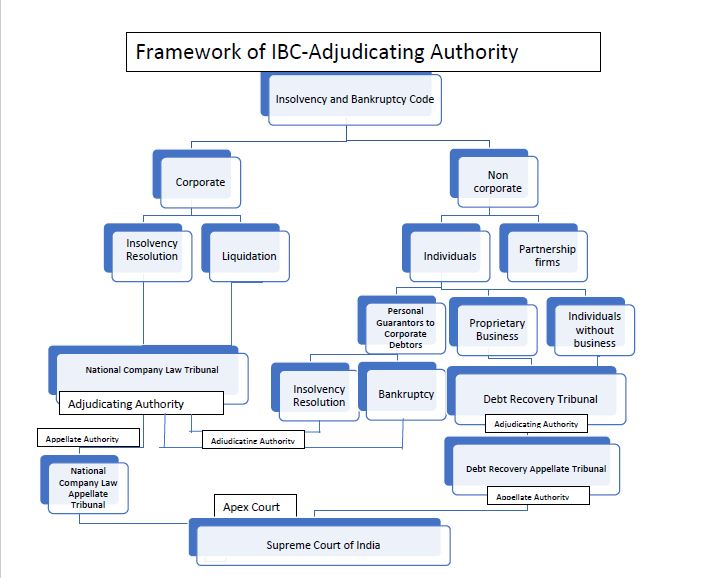 Framework of IBC-Adjudicating Authority
Insolvency and Bankruptcy Code
Corporate
Non
corporate
Insolvency
Resolution
Liquidation
Individuals
Partnership
firms
Personal
Guarantors to
Corporate
Debtors
Proprietary
Business
Individuals
without
business
National Company Law Tribunal
Adjudicating Authority
Insolvency
Resolution
Bankruptcy
Debt Recovery Tribunal
Adjudicating Authority
Appellate Authority
Adjudicating Authority
National
Company Law
Appellate
Tribunal
Debt Recovery Appellate Tribunal
Appellate Authority
Apex Court
Supreme Court of India